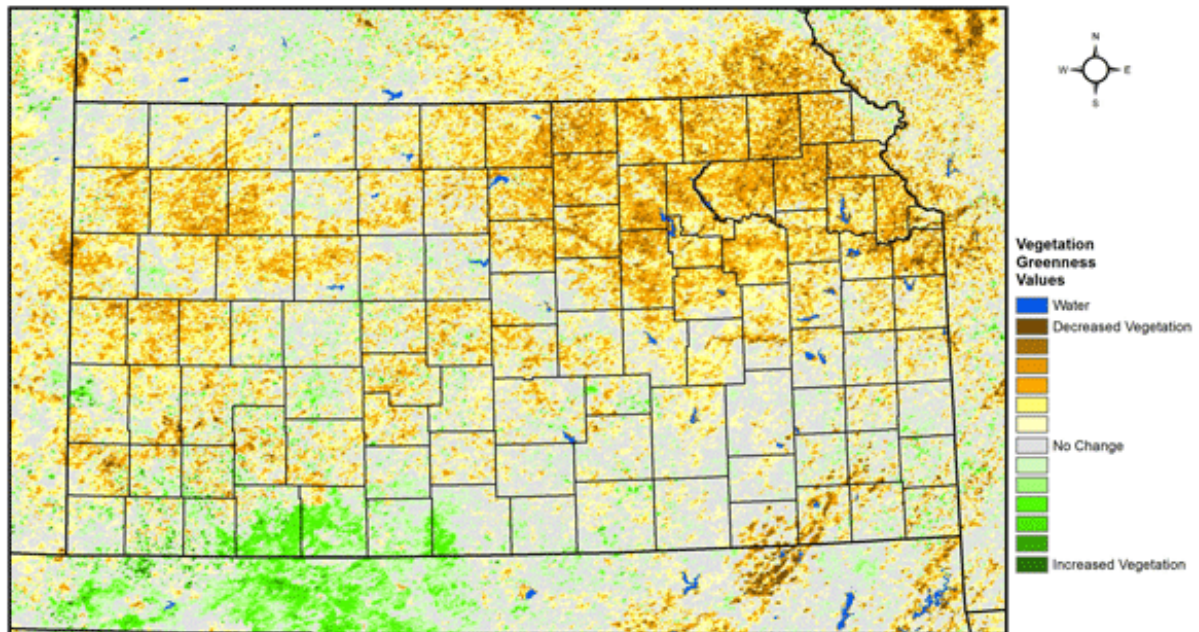 N
W E
S
Vegetation
Greenness
Values
Water
Decreased Vegetation
No Change
Increased Vegetation